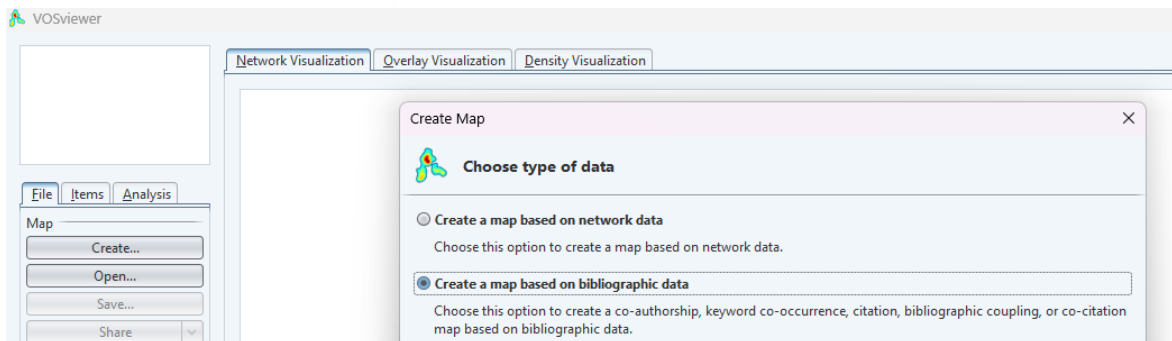 VOSviewer
Network Visualization Overlay Visualization Density Visualization
Create Map
Choose type of data
File Items Analysis
Map
Create...
Open...
Save...
Share
Create a map based on network data
Choose this option to create a map based on network data.
Create a map based on bibliographic data
Choose this option to create a co-authorship, keyword co-occurrence, citation, bibliographic coupling, or co-citation
map based on bibliographic data.